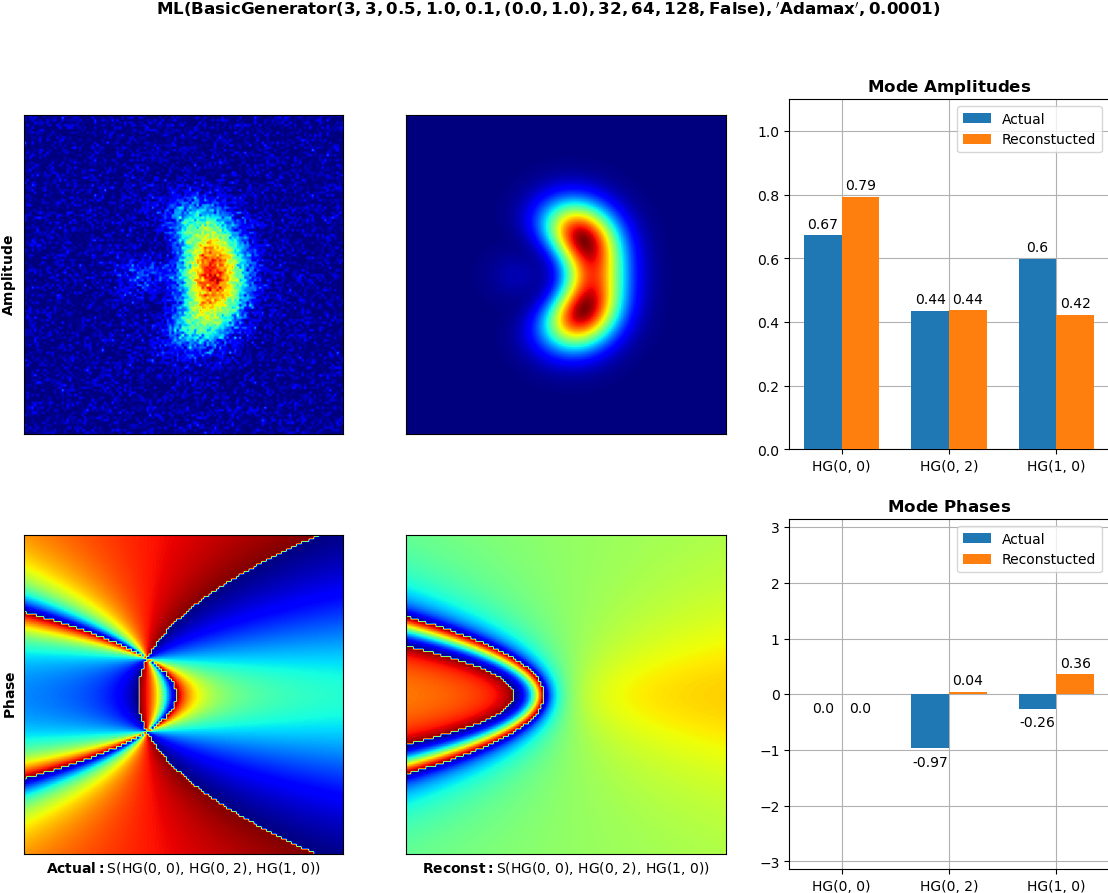 ML(BasicGenerator(3, 3, 0.5, 1.0, 0.1, (0.0, 1.0), 32, 64, 128, False), ′Adamax′, 0.0001)
Amplitude
Mode Amplitudes
Actual
Reconstucted
1.0
0.8
0.6
0.4
0.2
0.0
0.67
0.79
0.44
0.44
0.6
0.42
HG(0, 0)
HG(0, 2)
HG(1, 0)
Phase
Actual: S(HG(0, 0), HG(0, 2), HG(1, 0))
Reconst: S(HG(0, 0), HG(0, 2), HG(1, 0))
Mode Phases
Actual
Reconstucted
3
2
1
0
−1
−2
−3
0.0
0.0
-0.97
0.04
-0.26
0.36
HG(0, 0)
HG(0, 2)
HG(1, 0)